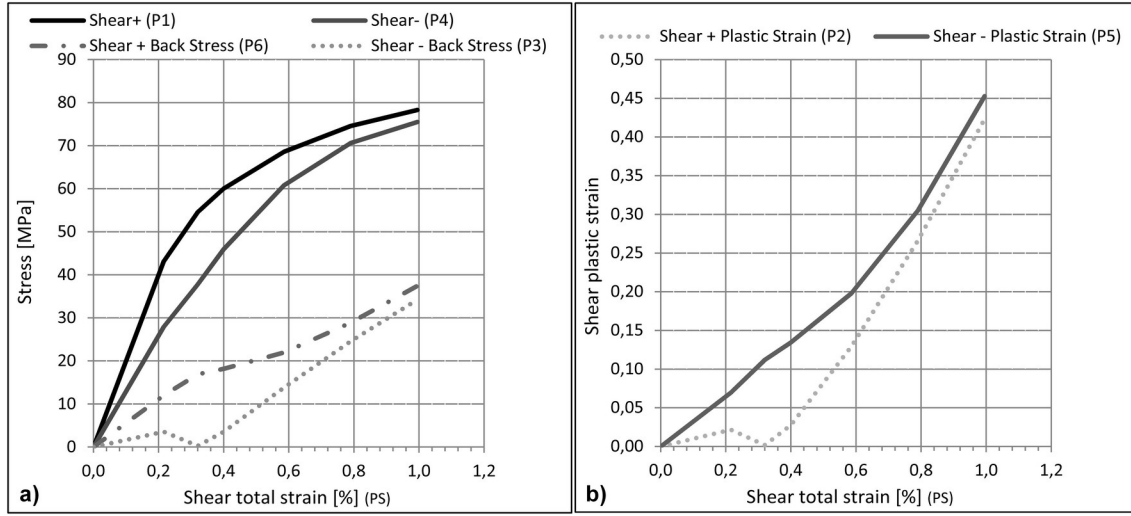 Shear+ (P1) Shear- (P4)
Shear + Back Stress (P6) Shear - Back Stress (P3)
90
80
70
60
50
40
30
20
10
0
Stress [MPa]
0,0 0,2 0,4 0,6 0,8 1,0 1,2
Shear total strain [%] (PS)
a)
Shear + Plastic Strain (P2) Shear - Plastic Strain (P5)
0,50
0,45
0,40
0,35
0,30
0,25
0,20
0,15
0,10
0,05
0,00
Shear plastic strain
0,0 0,2 0,4 0,6 0,8 1,0 1,2
Shear total strain [%] (PS)
b)